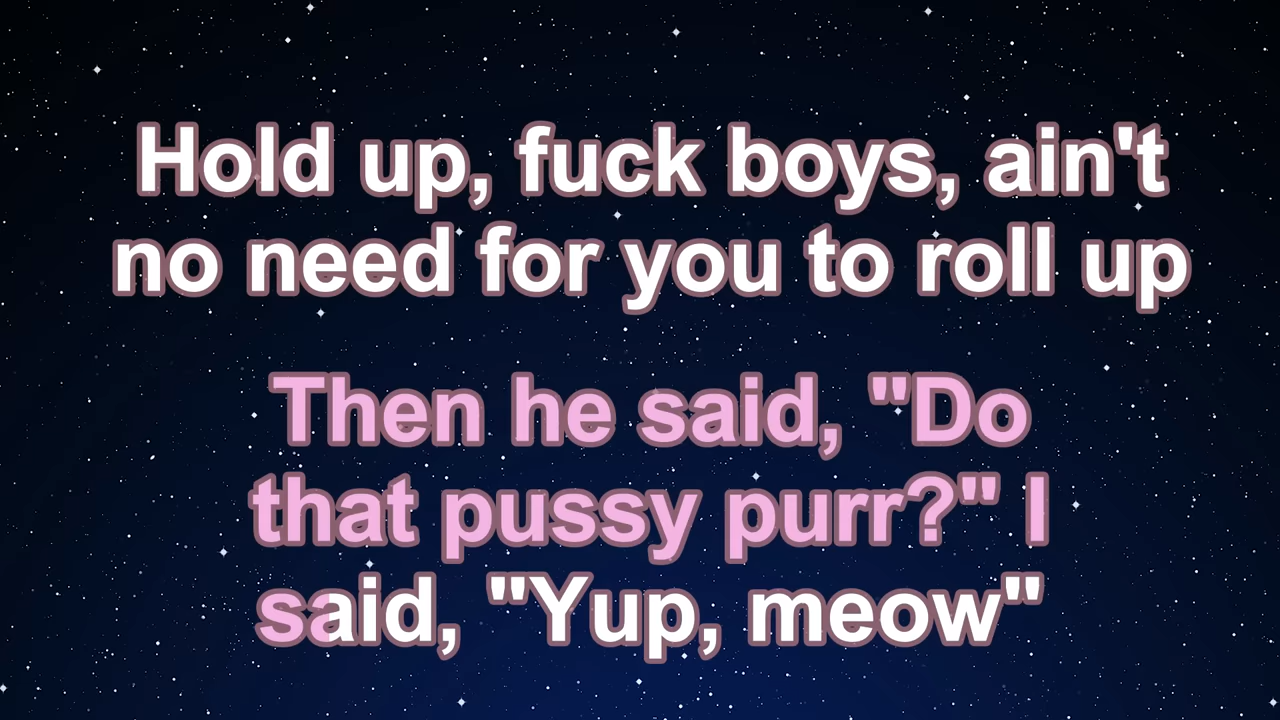 Hold up, fuck boys, ain't
no need for you to roll up
Then he said, "Do
that pussy purr?" I
said, "Yup, meow"